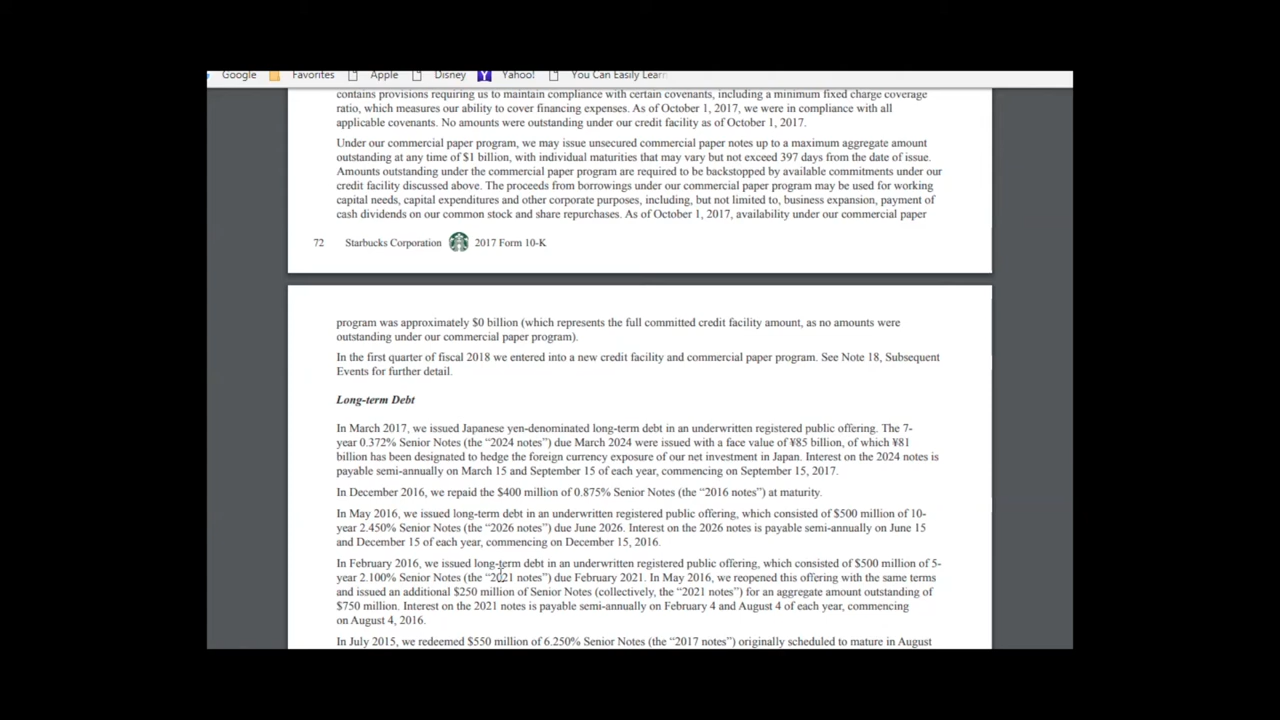 Google Favorites Apple Disney Yahoo! You Can Easily Learn
contains provisions requiring us to maintain compliance with certain covenants, including a minimum fixed charge coverage
ratio, which measures our ability to cover financing expenses. As of October 1, 2017, we were in compliance with all
applicable covenants. No amounts were outstanding under our credit facility as of October 1, 2017.
Under our commercial paper program, we may issue unsecured commercial paper notes up to a maximum aggregate amount
outstanding at any time of $1 billion, with individual maturities that may vary but not exceed 397 days from the date of issue.
Amounts outstanding under the commercial paper program are required to be backstopped by available commitments under our
credit facility discussed above. The proceeds from borrowings under our commercial paper program may be used for working
capital needs, capital expenditures and other corporate purposes, including, but not limited to, business expansion, payment of
cash dividends on our common stock and share repurchases. As of October 1, 2017, availability under our commercial paper
72 Starbucks Corporation 2017 Form 10-K
program was approximately $0 billion (which represents the full committed credit facility amount, as no amounts were
outstanding under our commercial paper program).
In the first quarter of fiscal 2018 we entered into a new credit facility and commercial paper program. See Note 18, Subsequent
Events for further detail.
Long-term Debt
In March 2017, we issued Japanese yen-denominated long-term debt in an underwritten registered public offering. The 7-
year 0.372% Senior Notes (the “2024 notes”) due March 2024 were issued with a face value of ¥85 billion, of which ¥81
billion has been designated to hedge the foreign currency exposure of our net investment in Japan. Interest on the 2024 notes is
payable semi-annually on March 15 and September 15 of each year, commencing on September 15, 2017.
In December 2016, we repaid the $400 million of 0.875% Senior Notes (the “2016 notes”) at maturity.
In May 2016, we issued long-term debt in an underwritten registered public offering, which consisted of $500 million of 10-
year 2.450% Senior Notes (the “2026 notes”) due June 2026. Interest on the 2026 notes is payable semi-annually on June 15
and December 15 of each year, commencing on December 15, 2016.
In February 2016, we issued long-term debt in an underwritten registered public offering, which consisted of $500 million of 5-
year 2.100% Senior Notes (the “2021 notes”) due February 2021. In May 2016, we reopened this offering with the same terms
and issued an additional $250 million of Senior Notes (collectively, the “2021 notes”) for an aggregate amount outstanding of
$750 million. Interest on the 2021 notes is payable semi-annually on February 4 and August 4 of each year, commencing
on August 4, 2016.
In July 2015, we redeemed $550 million of 6.250% Senior Notes (the “2017 notes”) originally scheduled to mature in August